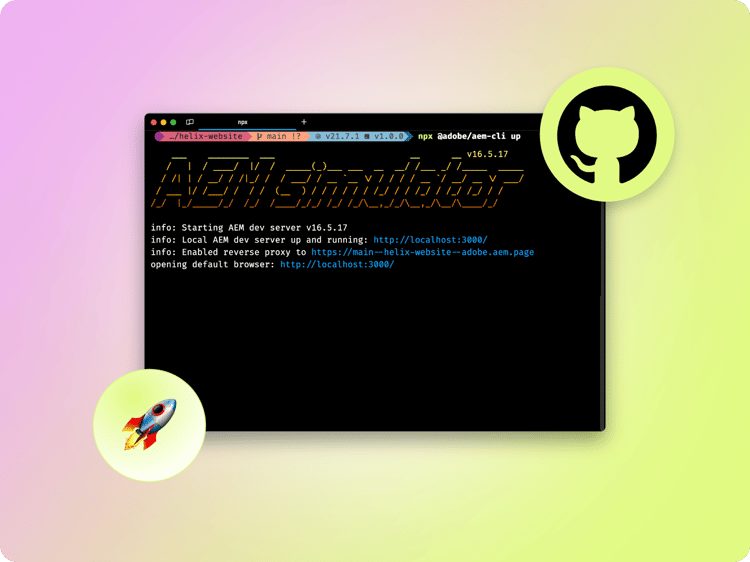 npx
…/helix-website main !? v21.7.1 v1.0.0 npx @adobe/aem-cli up
AEM Simulator v16.5.17
info: Starting AEM dev server v16.5.17
info: Local AEM dev server up and running: http://localhost:3000/
info: Enabled reverse proxy to https://main--helix-website--adobe.aem.page
opening default browser: http://localhost:3000/